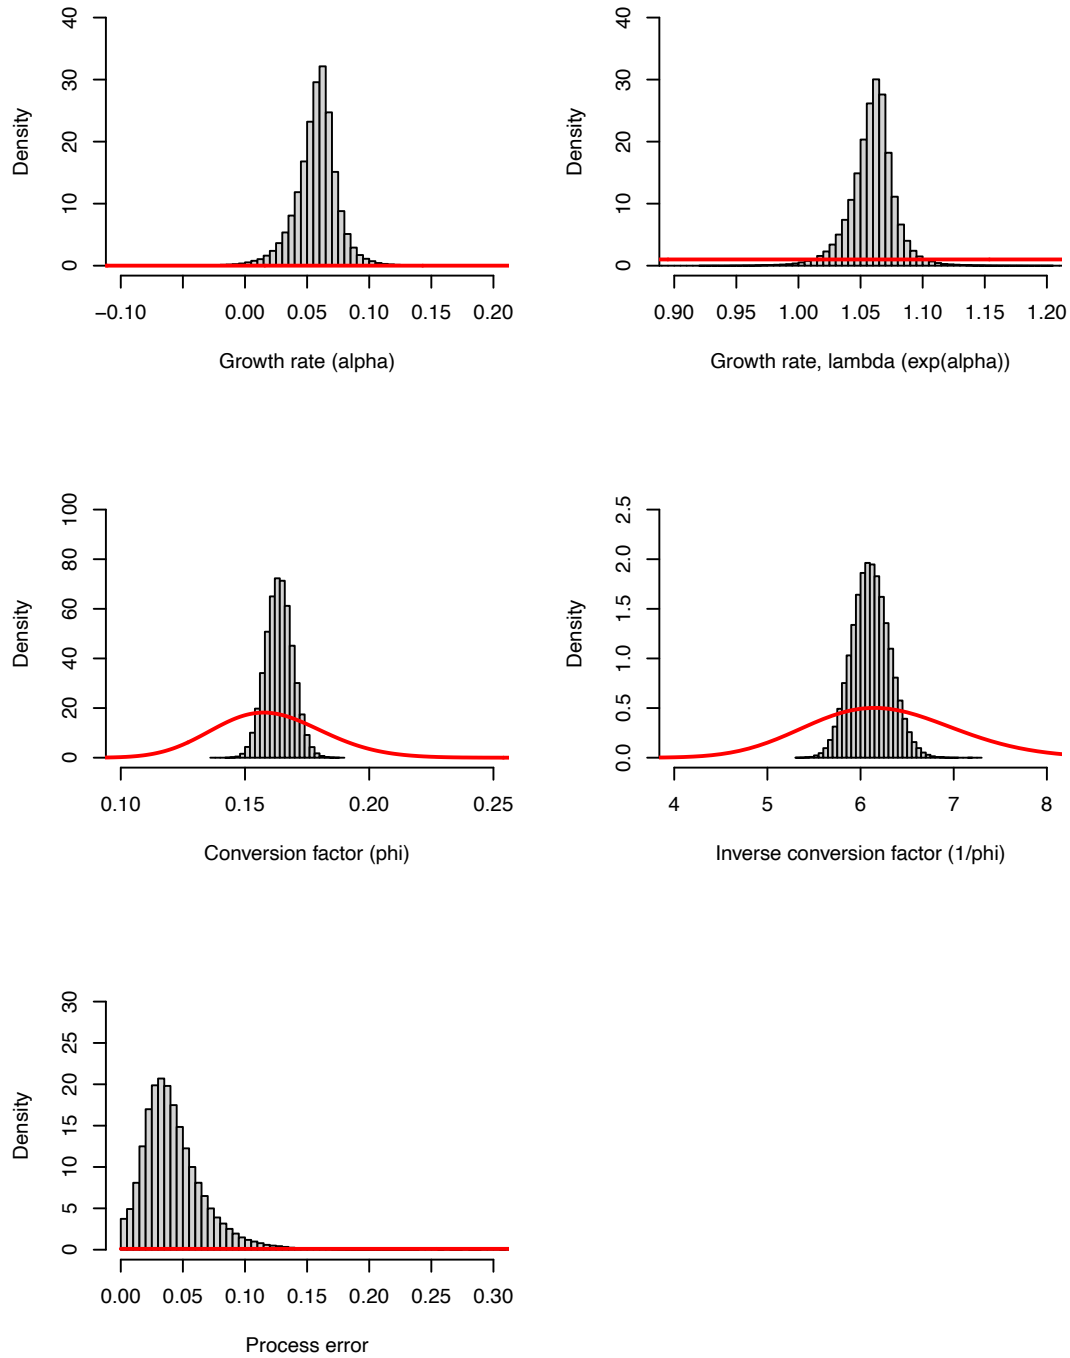 40
30
20
10
0
Density
−0.10 0.00 0.05 0.10 0.15 0.20
Growth rate (alpha)
40
30
20
10
0
Density
0.90 0.95 1.00 1.05 1.10 1.15 1.20
Growth rate, lambda (exp(alpha))
100
80
60
40
20
0
Density
0.10 0.15 0.20 0.25
Conversion factor (phi)
2.5
2.0
1.5
1.0
0.5
0.0
Density
4 5 6 7 8
Inverse conversion factor (1/phi)
30
25
20
15
10
5
0
Density
0.00 0.05 0.10 0.15 0.20 0.25 0.30
Process error